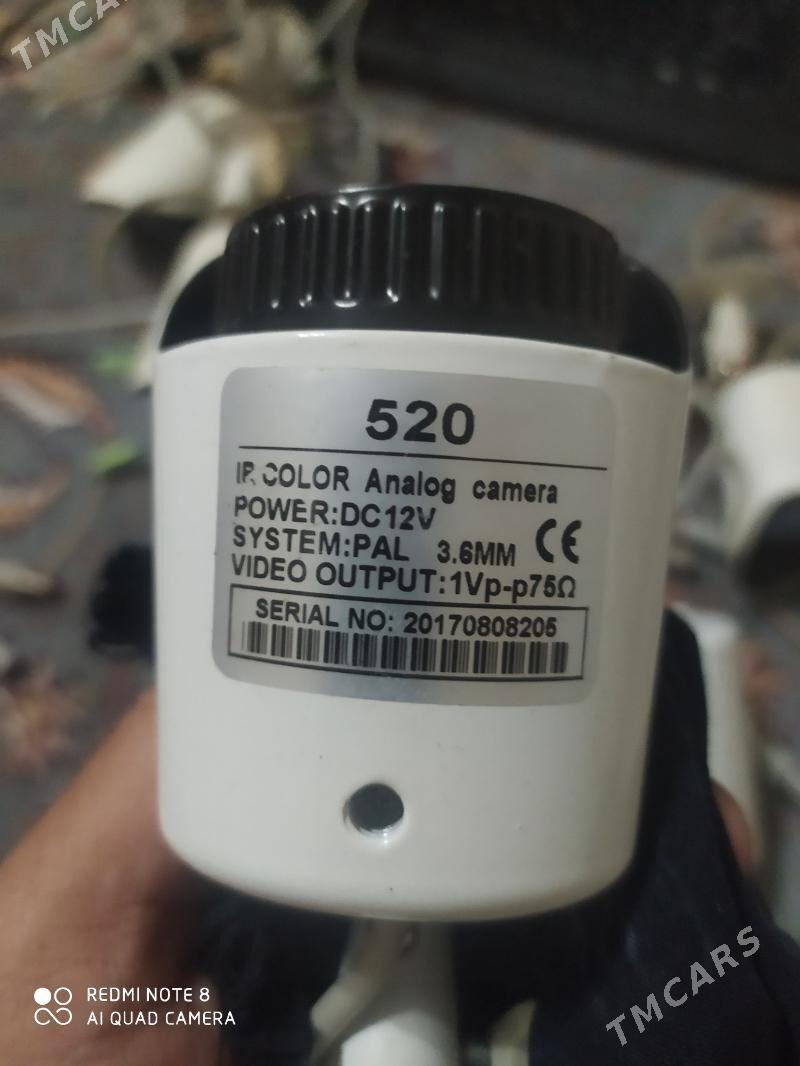 TMCARS
520
IR COLOR Analog camera
POWER:DC12V
SYSTEM:PAL 3.6MM CE
VIDEO OUTPUT:1Vp-p75Ω
SERIAL NO: 20170808205
REDMI NOTE 8
AI QUAD CAMERA
TMCARS